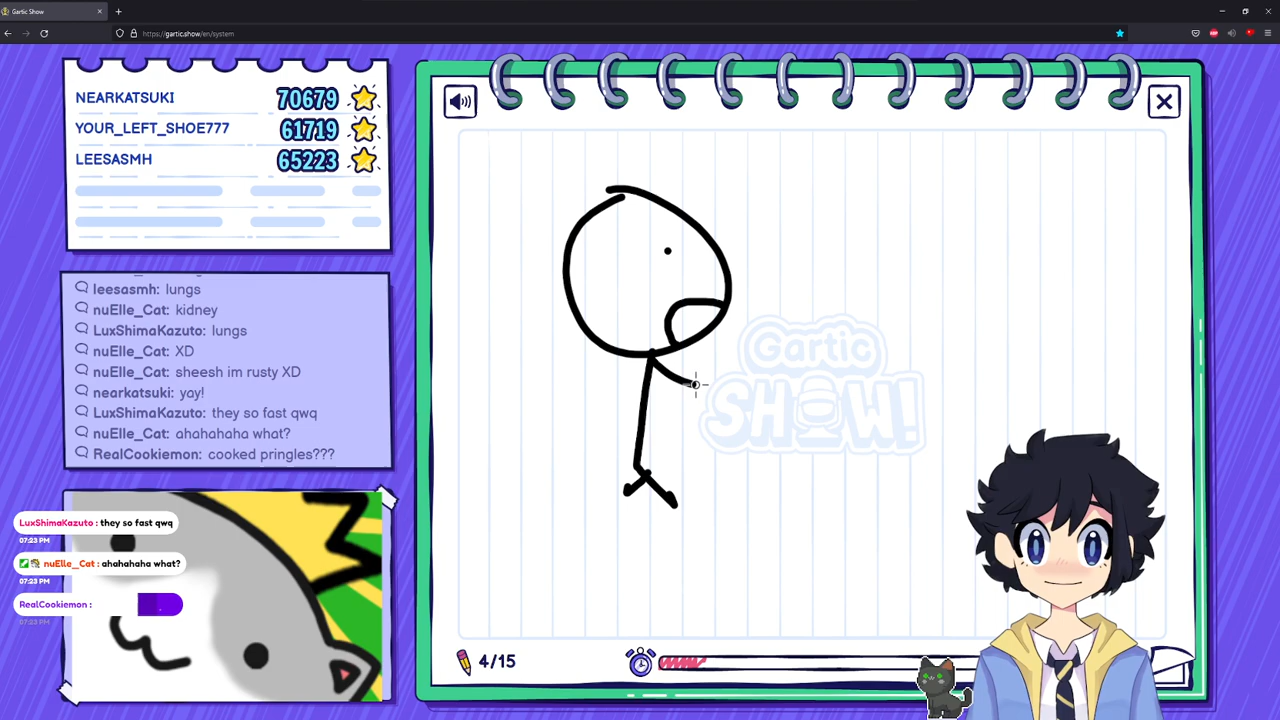 Gartic Show
https://gartic.show/en/system
NEARKATSUKI 70679
YOUR_LEFT_SHOE777 61719
LEESASMH 65223
leesasmh: lungs
nuElle_Cat: kidney
LuxShimaKazuto: lungs
nuElle_Cat: XD
nuElle_Cat: sheesh im rusty XD
nearkatsuki: yay!
LuxShimaKazuto: they so fast qwq
nuElle_Cat: ahahahaha what?
RealCookiemon: cooked pringles???
LuxShimaKazuto : they so fast qwq
07:23 PM
nuElle_Cat : ahahahaha what?
07:23 PM
RealCookiemon :
07:23 PM
Gartic
SHOW!
4/15